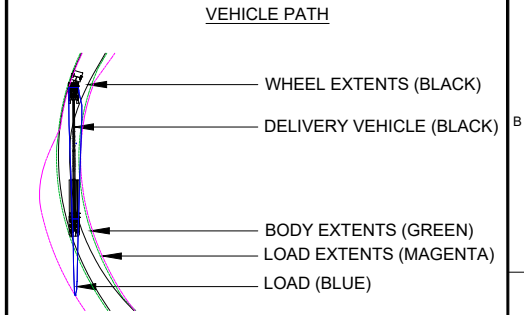 VEHICLE PATH
WHEEL EXTENTS (BLACK)
DELIVERY VEHICLE (BLACK)
B
BODY EXTENTS (GREEN)
LOAD EXTENTS (MAGENTA)
LOAD (BLUE)